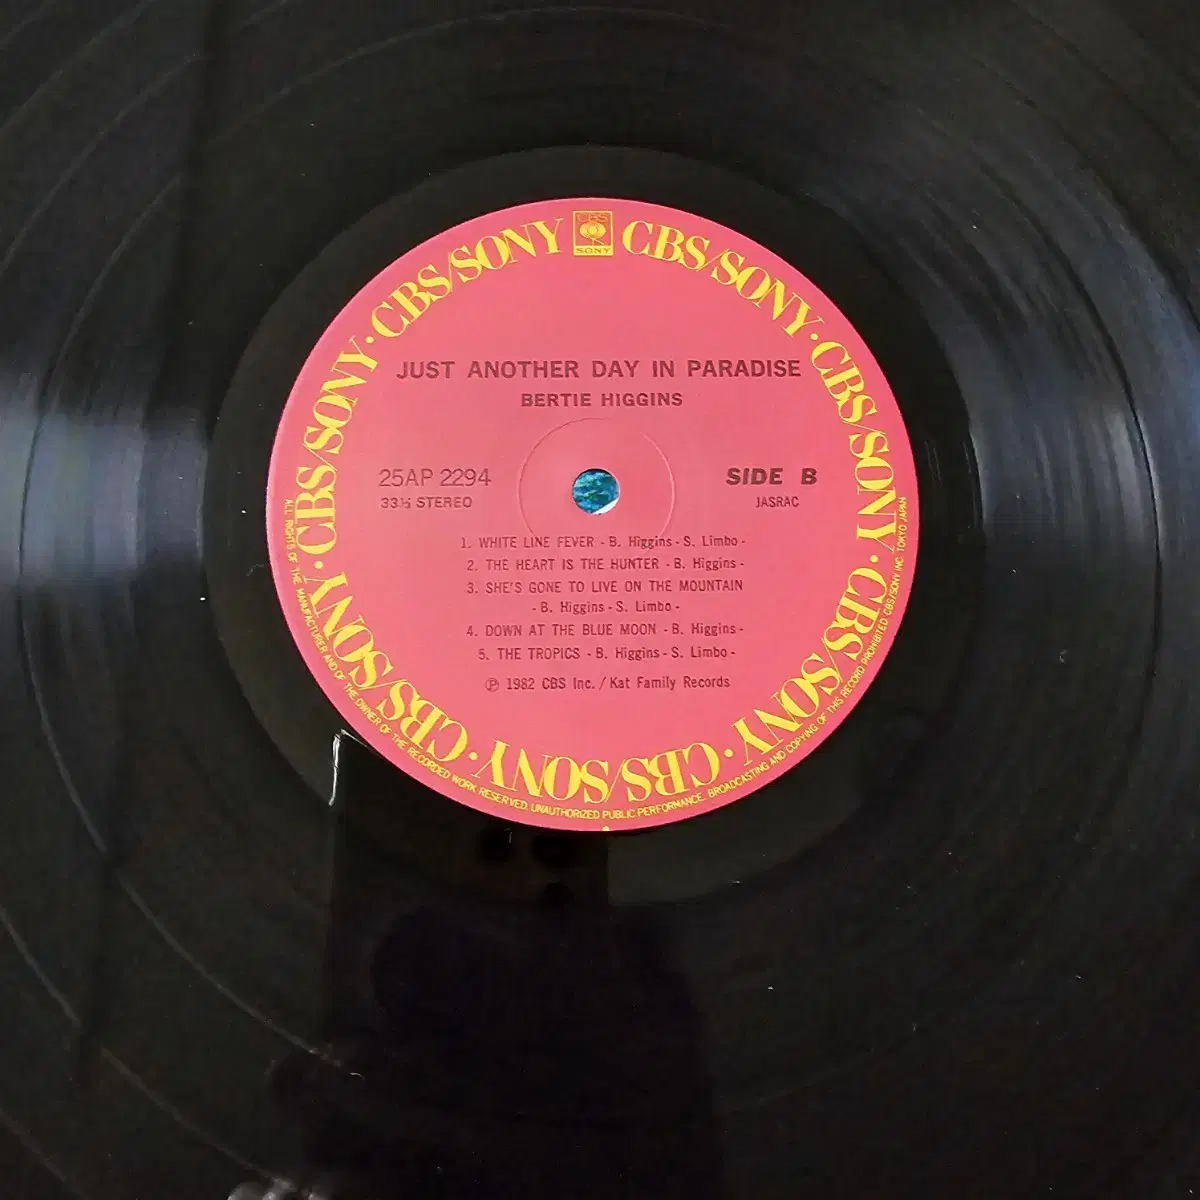 CBS/SONY · CBS/SONY · CBS/SONY · CBS/SONY · CBS/SONY · CBS/SONY · CBS/SONY · CBS/SONY
CBS
SONY
JUST ANOTHER DAY IN PARADISE
BERTIE HIGGINS
25AP 2294
SIDE B
33⅓ STEREO
JASRAC
1. WHITE LINE FEVER - B. Higgins - S. Limbo -
2. THE HEART IS THE HUNTER - B. Higgins -
3. SHE'S GONE TO LIVE ON THE MOUNTAIN
- B. Higgins - S. Limbo -
4. DOWN AT THE BLUE MOON - B. Higgins -
5. THE TROPICS - B. Higgins - S. Limbo -
℗ 1982 CBS Inc. / Kat Family Records
ALL RIGHTS OF THE MANUFACTURER AND OF THE OWNER OF THE RECORDED WORK RESERVED. UNAUTHORIZED PUBLIC PERFORMANCE. BROADCASTING AND COPYING OF THIS RECORD PROHIBITED CBS/SONY INC. TOKYO JAPAN